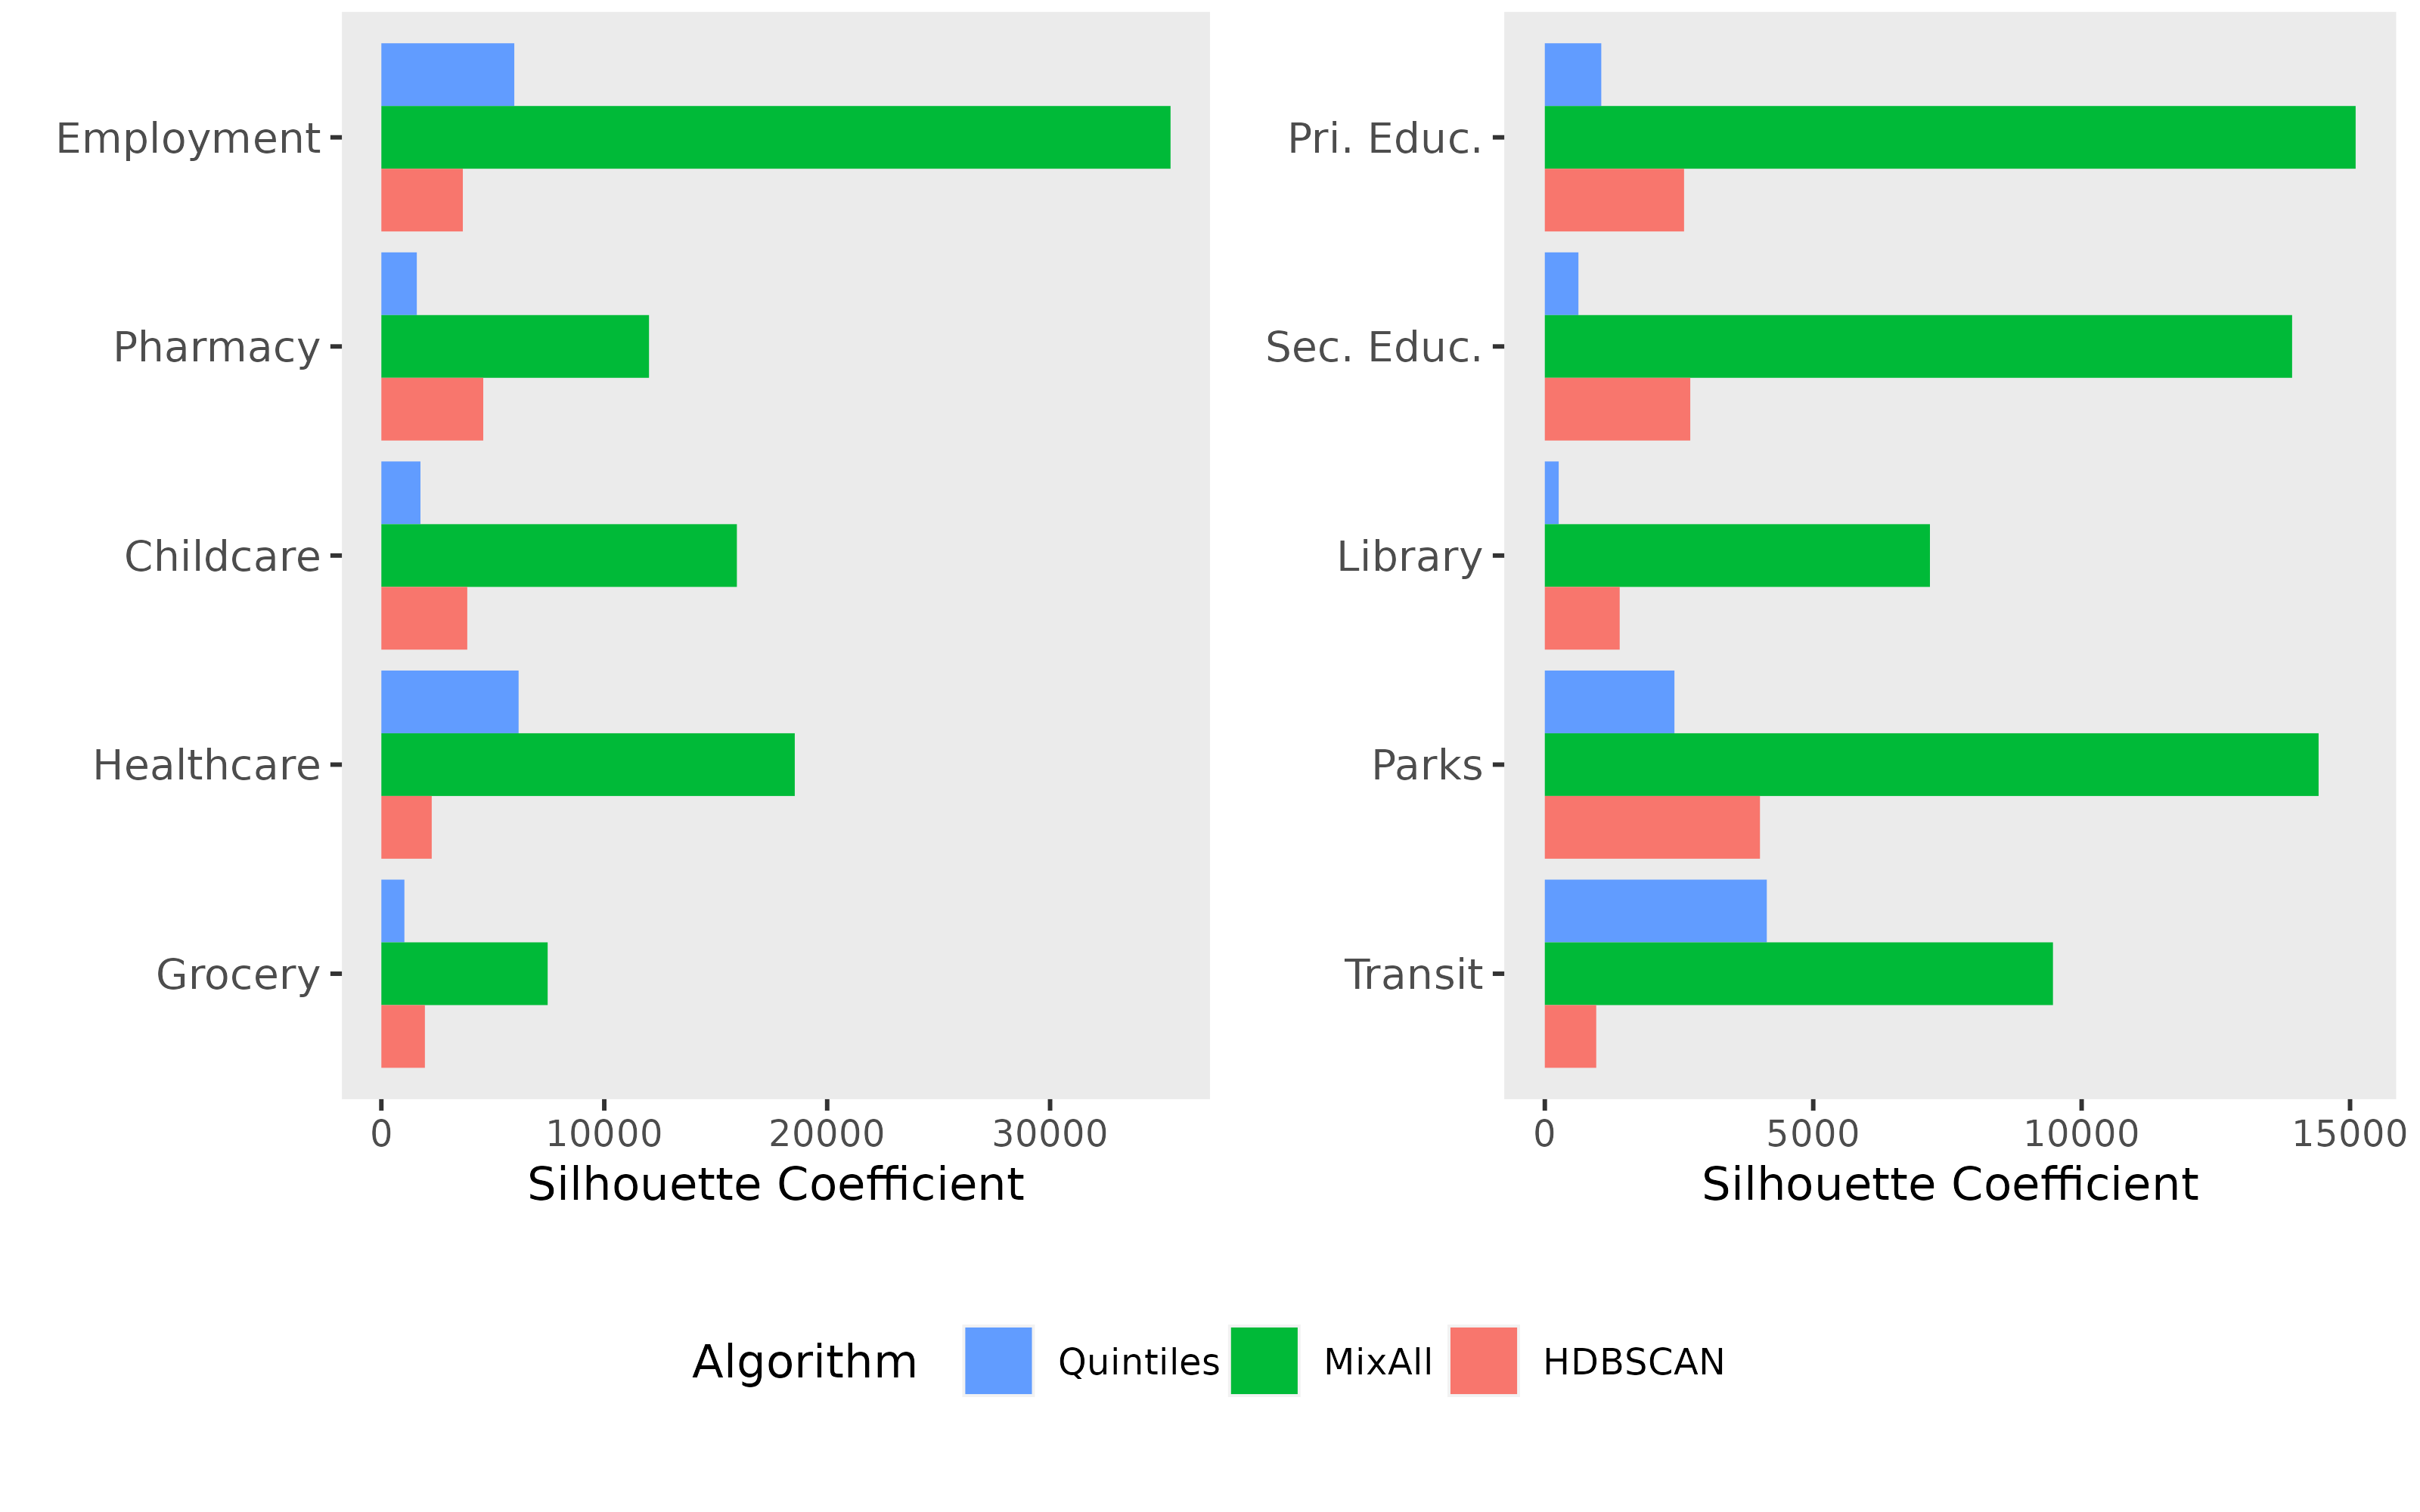 Employment
Pharmacy
Childcare
Healthcare
Grocery
0 10000 20000 30000
Silhouette Coefficient
Pri. Educ.
Sec. Educ.
Library
Parks
Transit
0 5000 10000 15000
Silhouette Coefficient
Algorithm Quintiles MixAll HDBSCAN